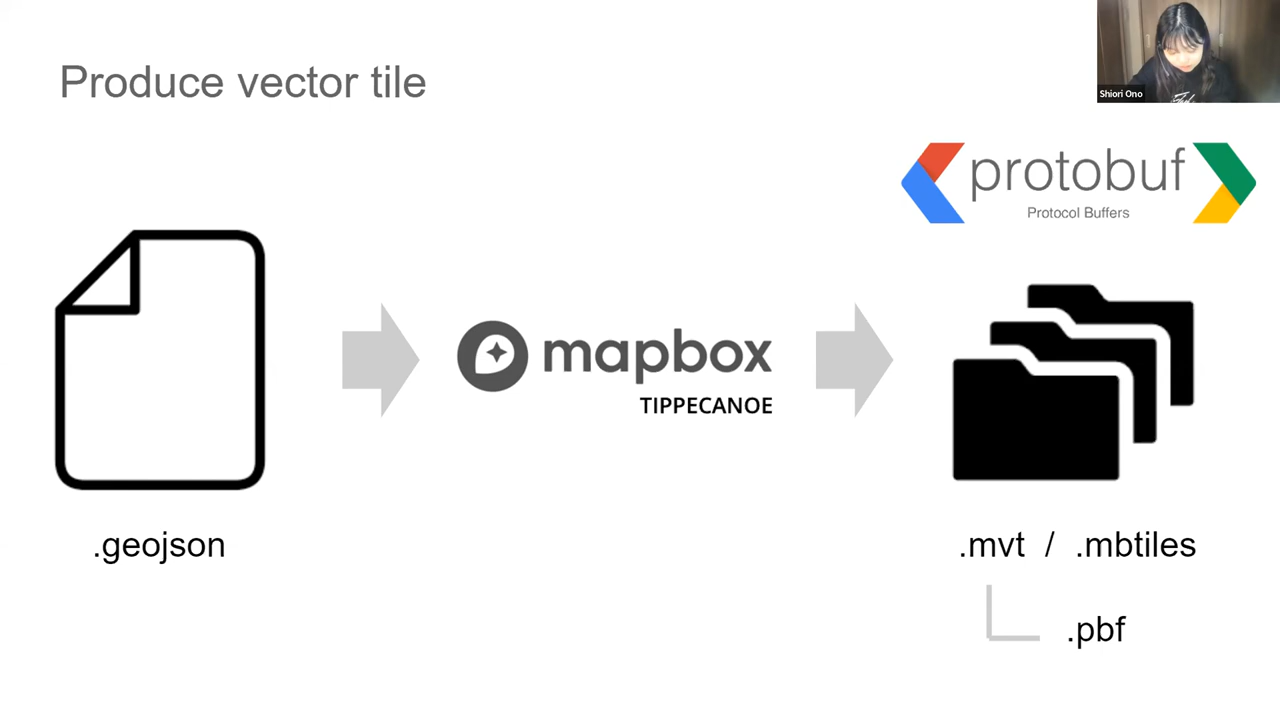 Produce vector tile
Shiori Ono
protobuf
Protocol Buffers
mapbox
TIPPECANOE
.geojson
.mvt / .mbtiles
.pbf